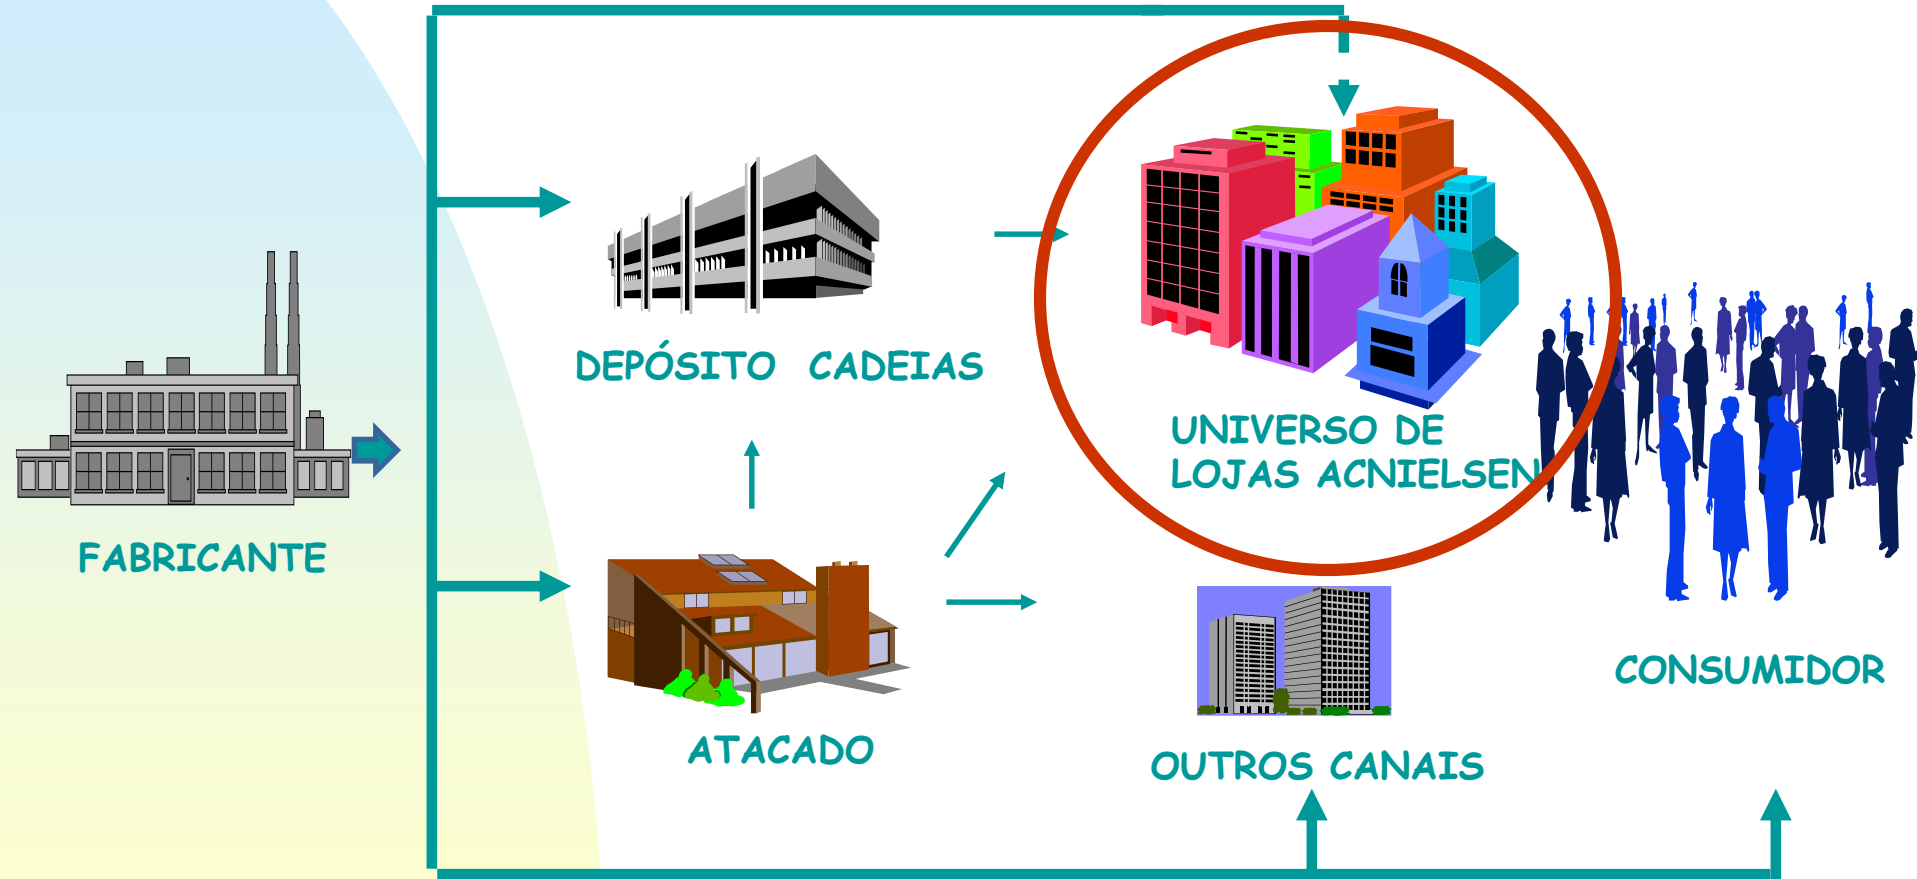 DEPÓSITO CADEIAS
UNIVERSO DE
LOJAS ACNIELSEN
FABRICANTE
CONSUMIDOR
ATACADO
OUTROS CANAIS